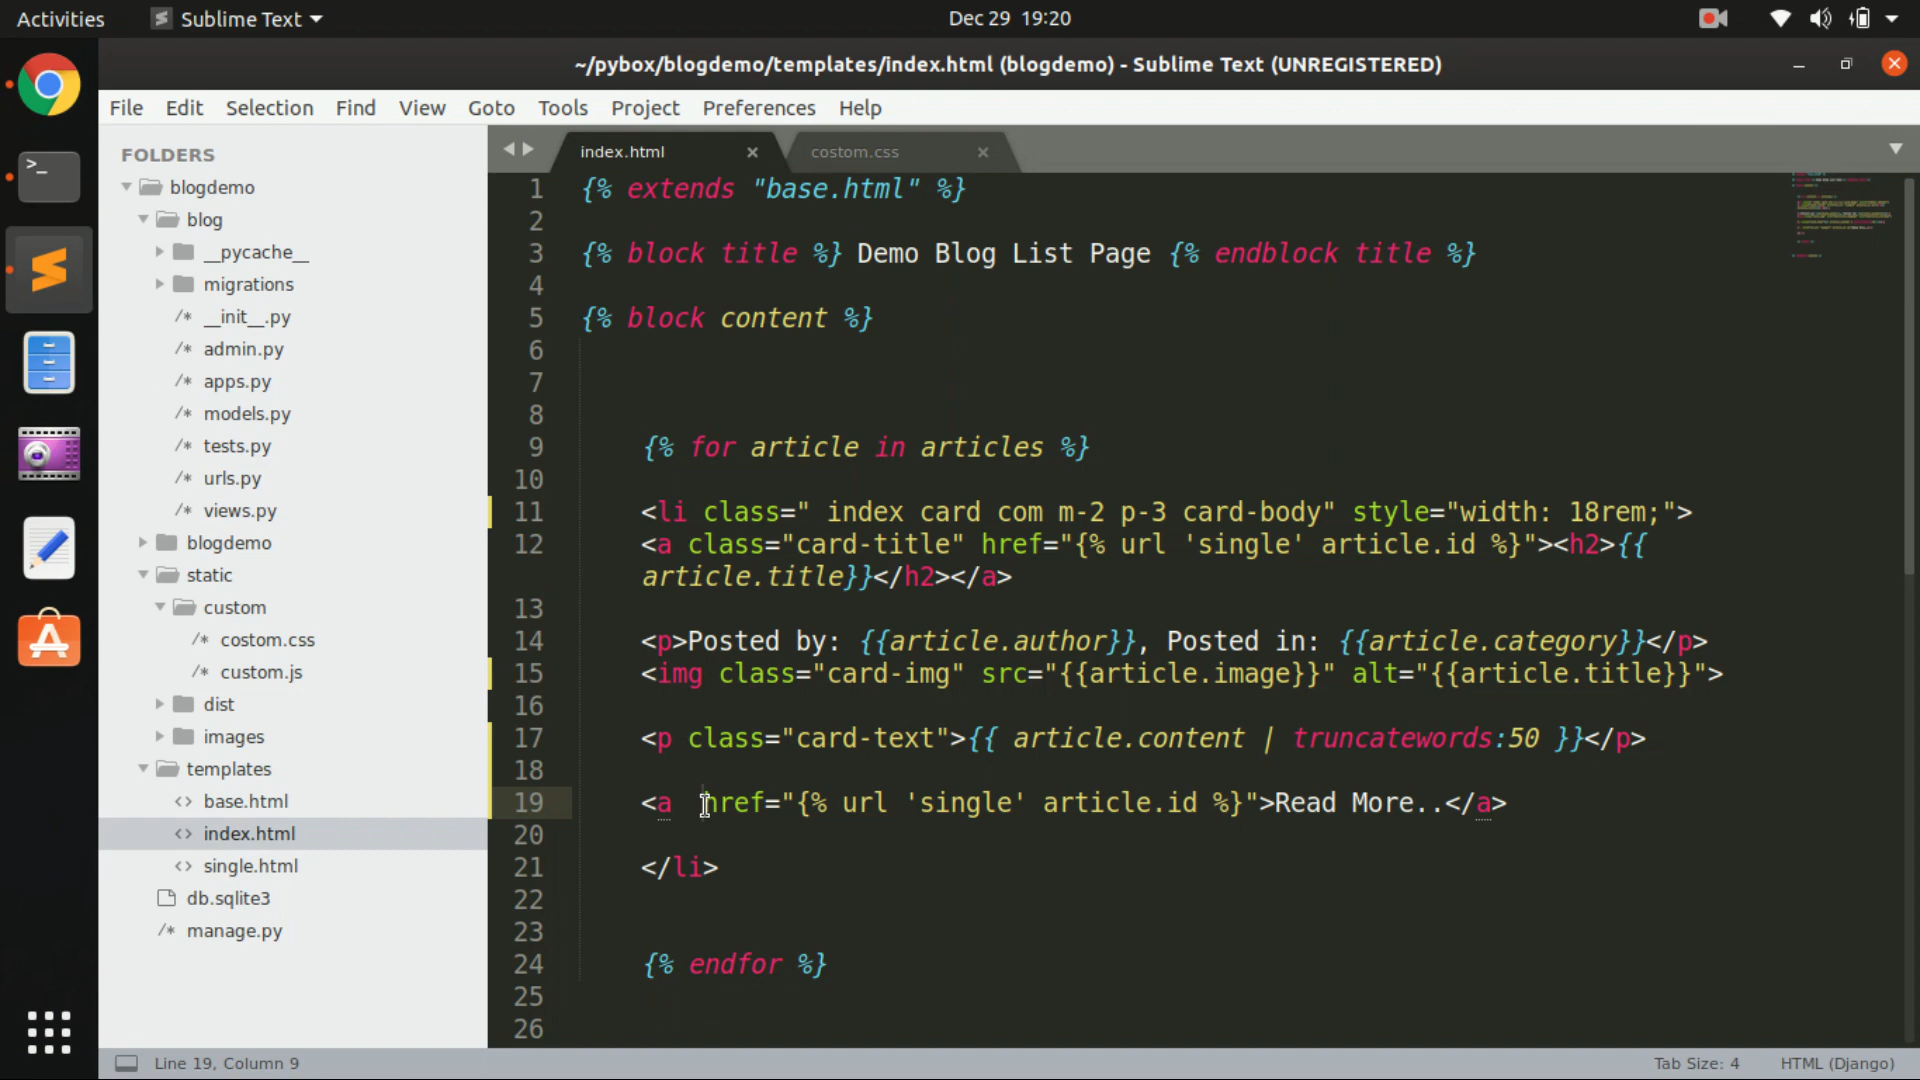 Activities Sublime Text Dec 29 19:20
~/pybox/blogdemo/templates/index.html (blogdemo) - Sublime Text (UNREGISTERED)
File Edit Selection Find View Goto Tools Project Preferences Help
FOLDERS
blogdemo
blog
__pycache__
migrations
/* __init__.py
/* admin.py
/* apps.py
/* models.py
/* tests.py
/* urls.py
/* views.py
blogdemo
static
custom
/* costom.css
/* custom.js
dist
images
templates
<> base.html
<> index.html
<> single.html
db.sqlite3
/* manage.py
index.html costom.css
1 {% extends "base.html" %}
2
3 {% block title %} Demo Blog List Page {% endblock title %}
4
5 {% block content %}
6
7
8
9 {% for article in articles %}
10
11 <li class=" index card com m-2 p-3 card-body" style="width: 18rem;">
12 <a class="card-title" href="{% url 'single' article.id %}"><h2>{{
article.title}}</h2></a>
13
14 <p>Posted by: {{article.author}}, Posted in: {{article.category}}</p>
15 <img class="card-img" src="{{article.image}}" alt="{{article.title}}">
16
17 <p class="card-text">{{ article.content | truncatewords:50 }}</p>
18
19 <a  href="{% url 'single' article.id %}">Read More..</a>
20
21 </li>
22
23
24 {% endfor %}
25
26
Line 19, Column 9 Tab Size: 4 HTML (Django)